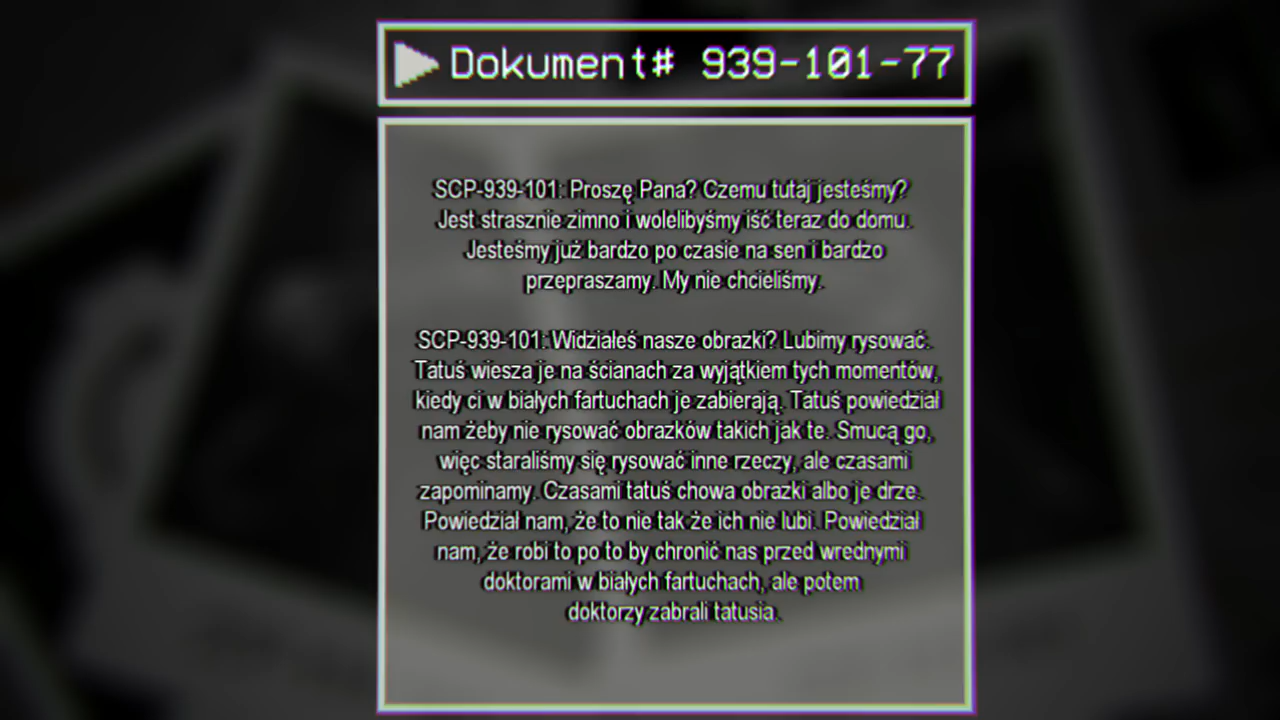 Dokument# 939-101-77
SCP-939-101: Proszę Pana? Czemu tutaj jesteśmy?
Jest strasznie zimno i wolelibyśmy iść teraz do domu.
Jesteśmy już bardzo po czasie na sen i bardzo
przepraszamy. My nie chcieliśmy.
SCP-939-101: Widziałeś nasze obrazki? Lubimy rysować.
Tatuś wiesza je na ścianach za wyjątkiem tych momentów,
kiedy ci w białych fartuchach je zabierają. Tatuś powiedział
nam żeby nie rysować obrazków takich jak te. Smucą go,
więc staraliśmy się rysować inne rzeczy, ale czasami
zapominamy. Czasami tatuś chowa obrazki albo je drze.
Powiedział nam, że to nie tak że ich nie lubi. Powiedział
nam, że robi to po to by chronić nas przed wrednymi
doktorami w białych fartuchach, ale potem
doktorzy zabrali tatusia.